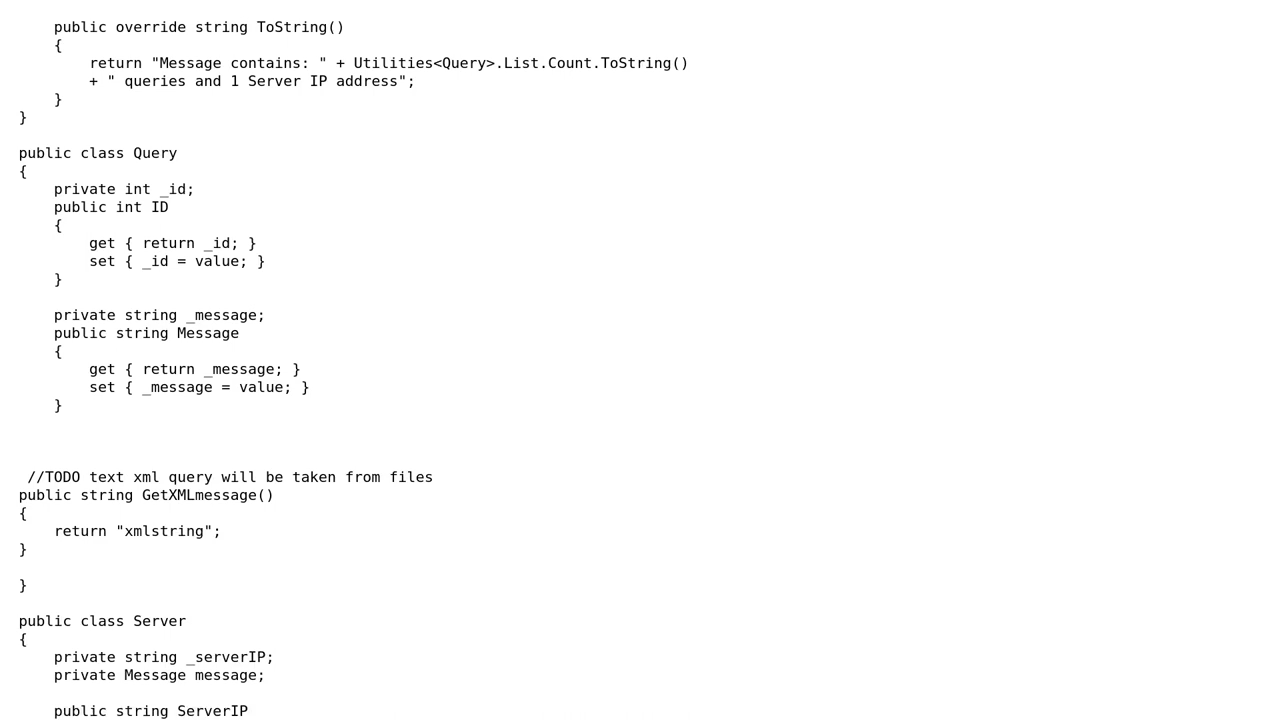 public override string ToString()
    {
        return "Message contains: " + Utilities<Query>.List.Count.ToString()
        + " queries and 1 Server IP address";
    }
}

public class Query
{
    private int _id;
    public int ID
    {
        get { return _id; }
        set { _id = value; }
    }

    private string _message;
    public string Message
    {
        get { return _message; }
        set { _message = value; }
    }



 //TODO text xml query will be taken from files
public string GetXMLmessage()
{
    return "xmlstring";
}

}

public class Server
{
    private string _serverIP;
    private Message message;

    public string ServerIP